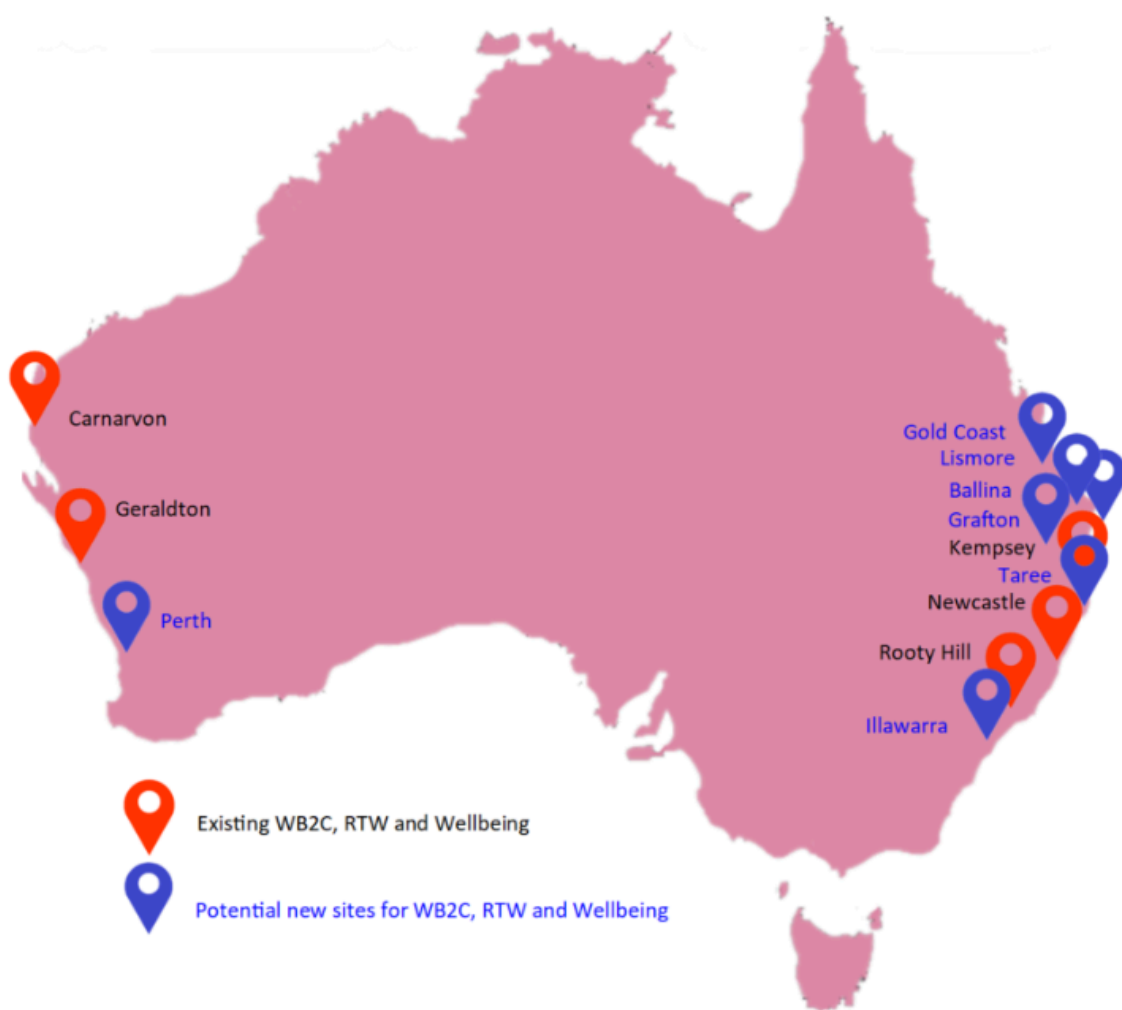 Carnarvon
Gold Coast
Lismore
Ballina
Geraldton
Grafton
Kempsey
Taree
Newcastle
Perth
Rooty Hill
Illawarra
Existing WB2C, RTW and Wellbeing
Potential new sites for WB2C, RTW and Wellbeing